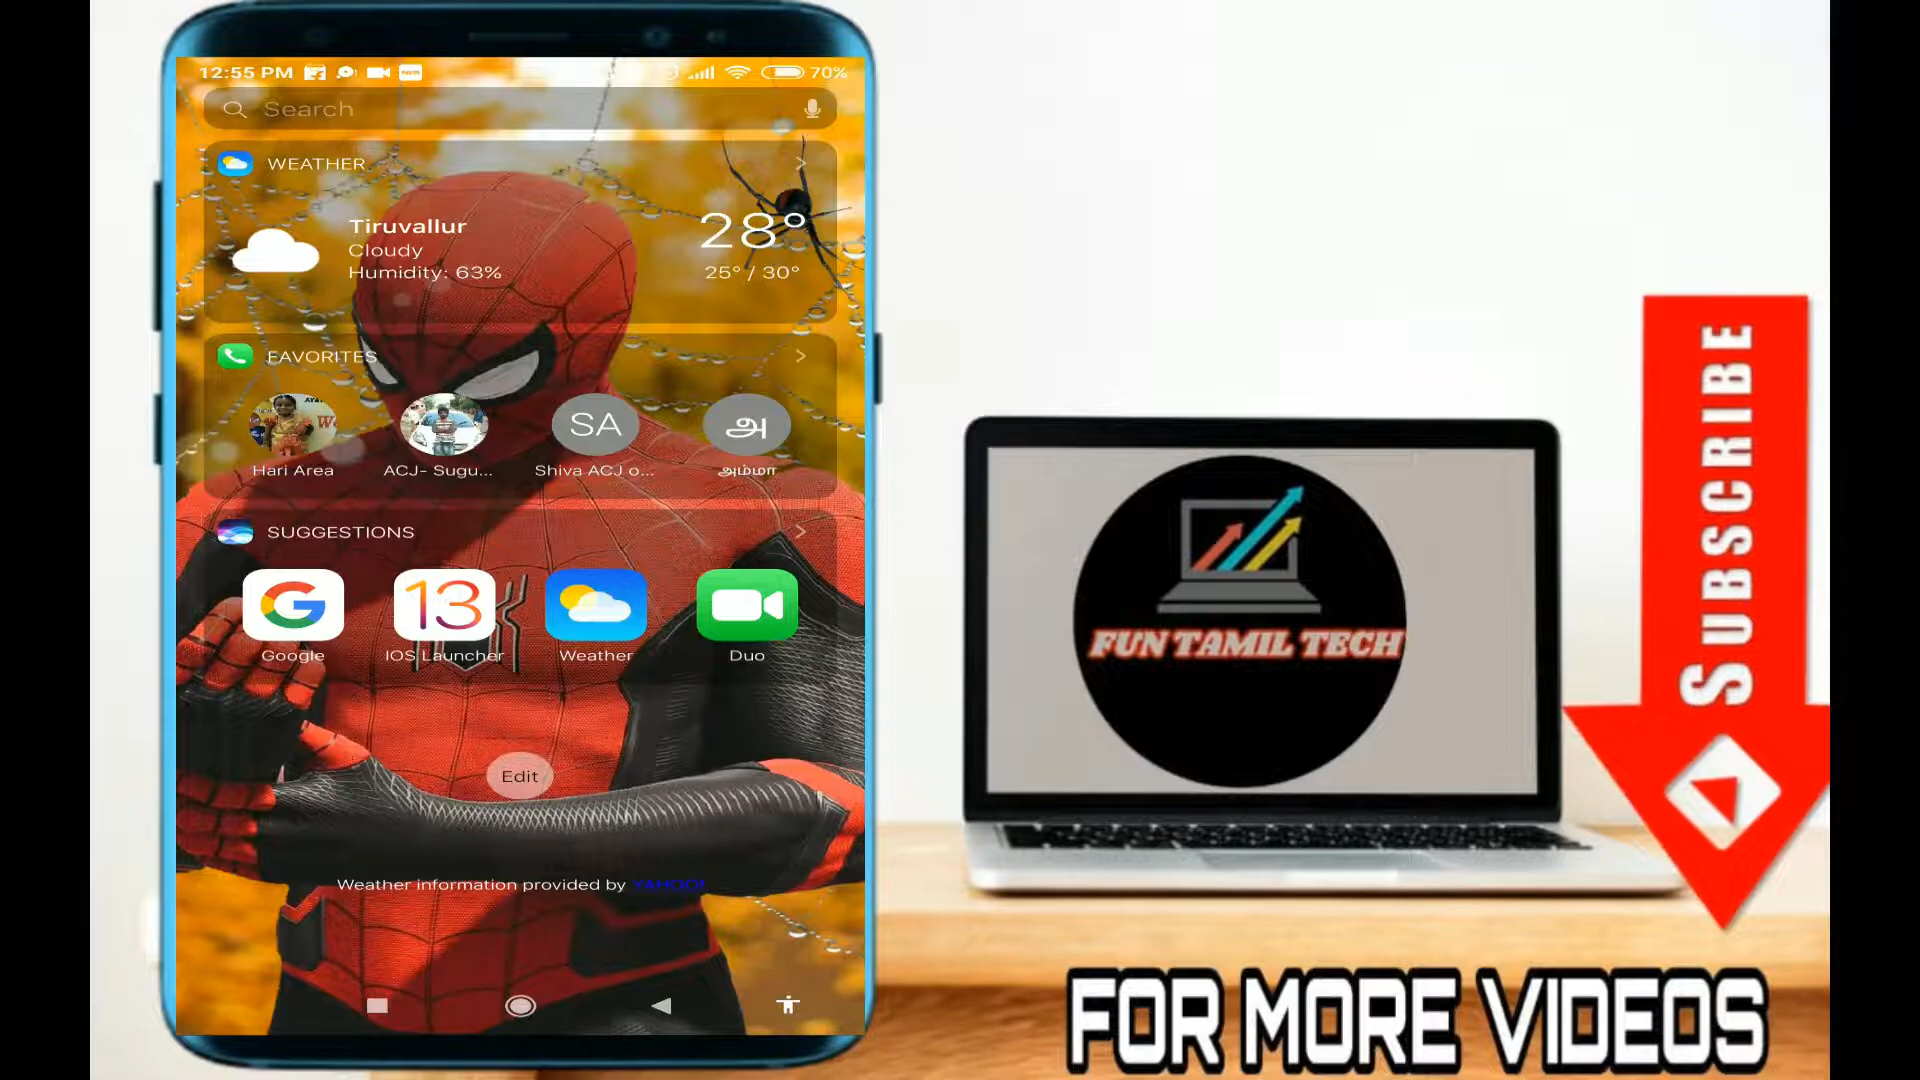 12:55 PM
70%
Search
WEATHER
Tiruvallur
Cloudy
Humidity: 63%
28°
25° / 30°
FAVORITES
SA
அ
Hari Area
ACJ- Sugu...
Shiva ACJ o...
அம்மா
SUGGESTIONS
13
Google
IOS Launcher
Weather
Duo
Edit
Weather information provided by YAHOO!
FUN TAMIL TECH
SUBSCRIBE
FOR MORE VIDEOS